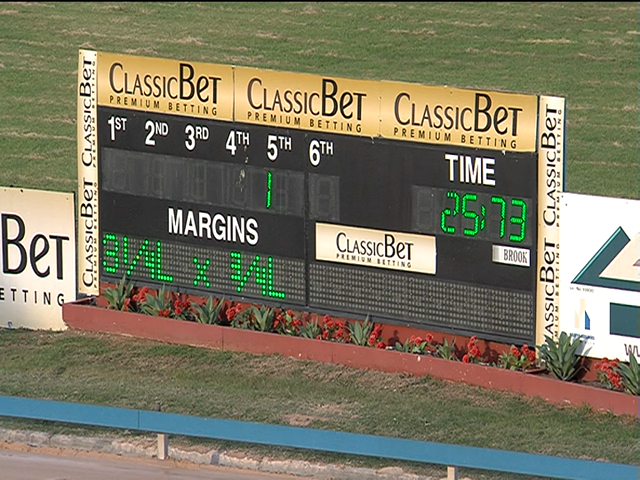 CLASSICBET CLASSICBET CLASSICBET
PREMIUM BETTING PREMIUM BETTING PREMIUM BETTING
1ST 2ND 3RD 4TH 5TH 6TH
TIME
1
25:73
MARGINS
CLASSICBET
PREMIUM BETTING
BROOK
3/4L x 3/4L
CLASSICBET CLASSICBET
CLASSICBET CLASSICBET
BET
ETTING